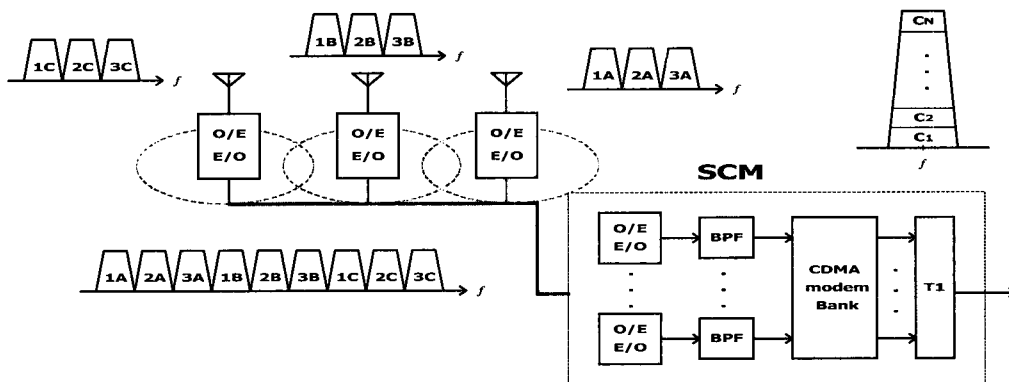 1C 2C 3C f
1B 2B 3B f
1A 2A 3A f
CN
C2
C1
f
O/E
E/O
O/E
E/O
O/E
E/O
1A 2A 3A 1B 2B 3B 1C 2C 3C f
SCM
O/E
E/O
BPF
CDMA
modem
Bank
T1
O/E
E/O
BPF